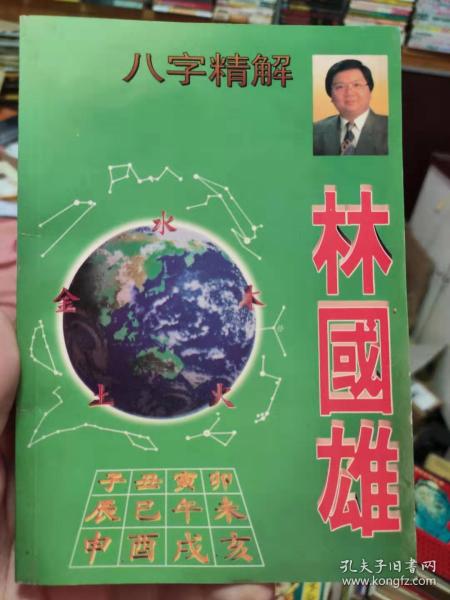 八字精解
林國雄
水
金
木
土
火
子丑寅卯
辰巳午未
申酉戌亥
孔夫子旧书网
www.kongfz.com